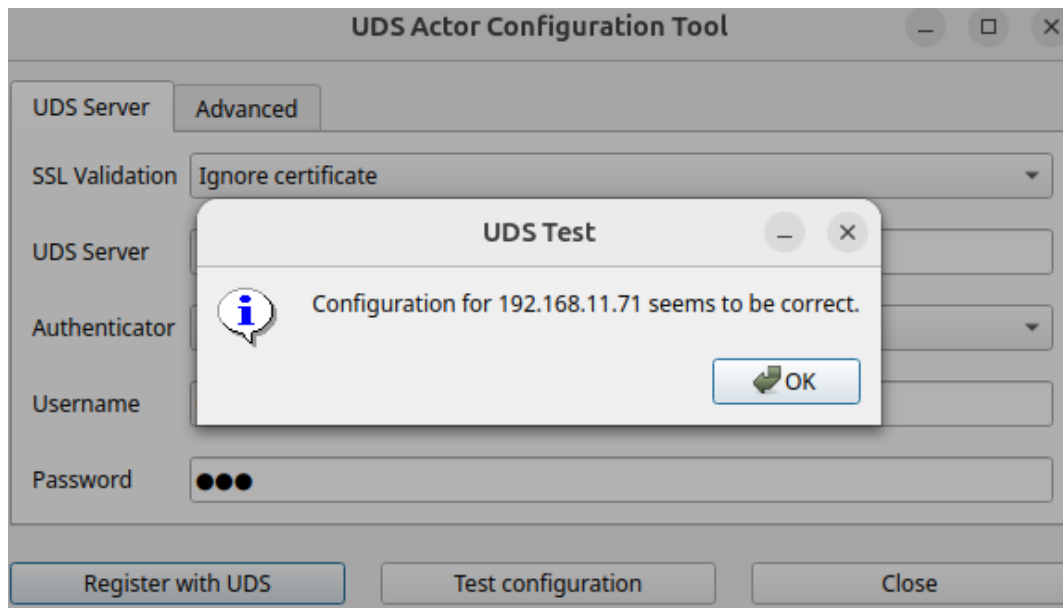 UDS Actor Configuration Tool
UDS Server
Advanced
SSL Validation
Ignore certificate
UDS Test
UDS Server
Configuration for 192.168.11.71 seems to be correct.
Authenticator
OK
Username
Password
Register with UDS
Test configuration
Close